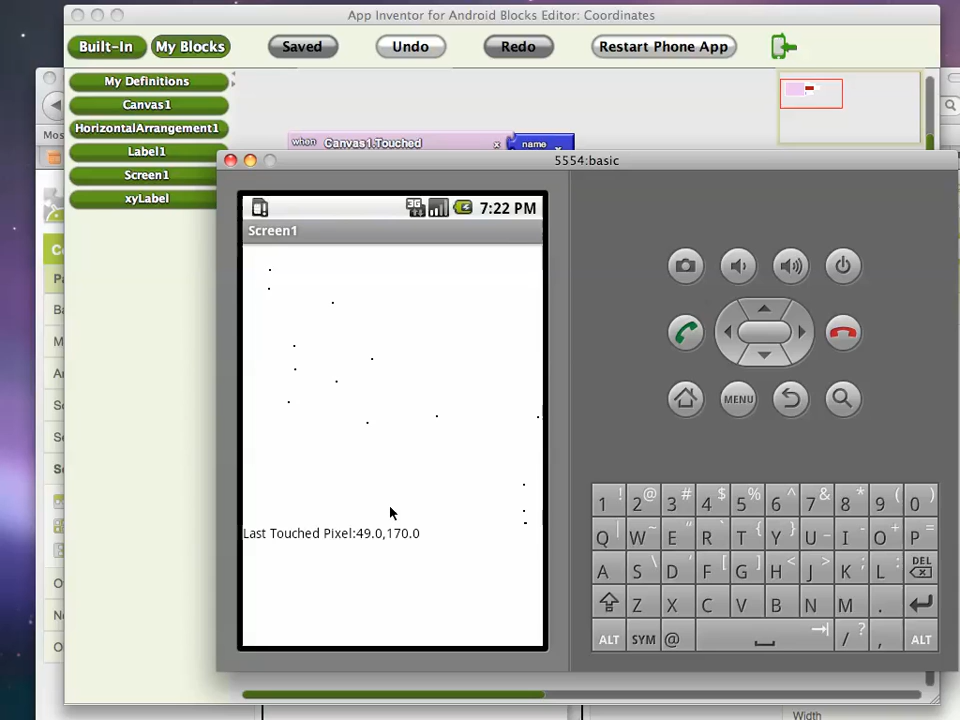 App Inventor for Android Blocks Editor: Coordinates
Built-In
My Blocks
Saved
Undo
Redo
Restart Phone App
My Definitions
Canvas1
HorizontalArrangement1
Label1
Screen1
xyLabel
Mos
when Canvas1.Touched x name
5554:basic
3G
7:22 PM
Screen1
Last Touched Pixel:49.0,170.0
MENU
1 ! 2 @ 3 # 4 $ 5 % 6 ^ 7 & 8 * 9 ( 0 )
Q W ~ E R T { Y } U - I O + P =
A S \ D F [ G ] H < J > K ; L : DEL
Z X C V B N M .
ALT SYM @ / ? , ALT
Width